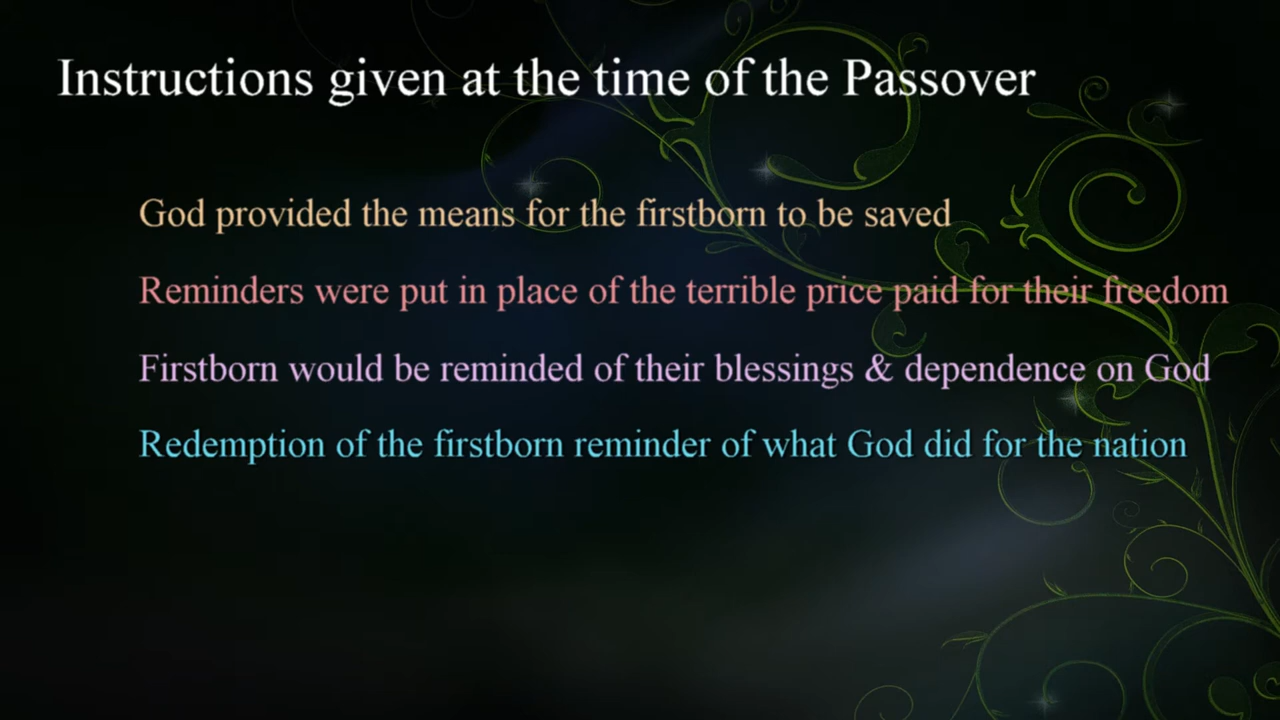 Instructions given at the time of the Passover
God provided the means for the firstborn to be saved
Reminders were put in place of the terrible price paid for their freedom
Firstborn would be reminded of their blessings & dependence on God
Redemption of the firstborn reminder of what God did for the nation